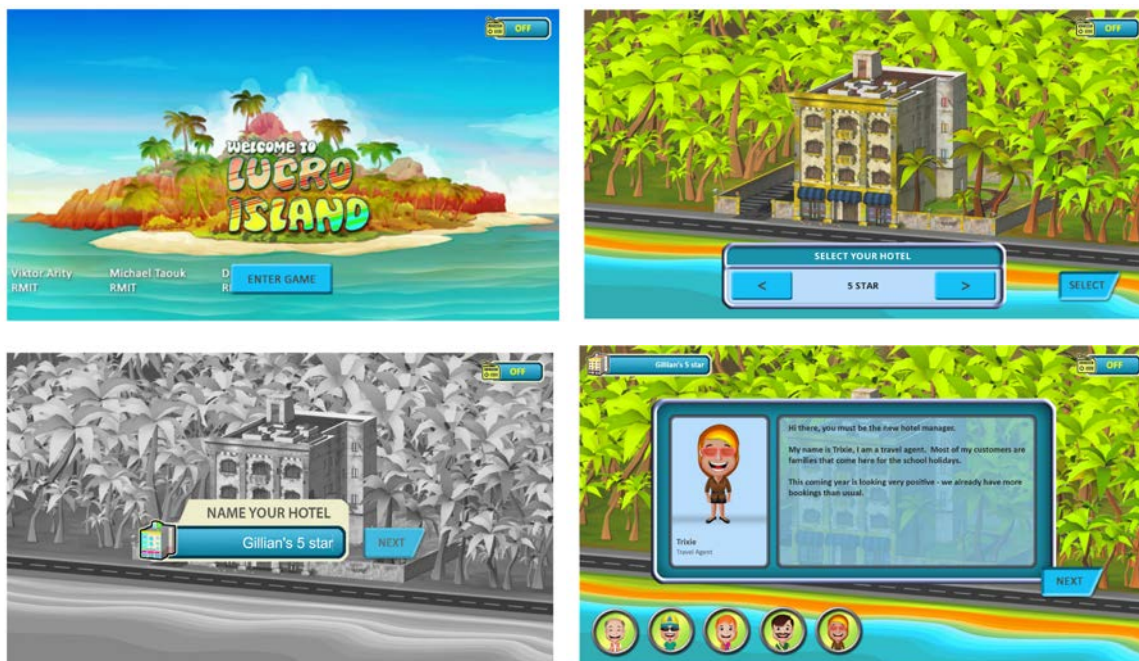 OFF
WELCOME TO
LUCRO
ISLAND
Viktor Arity
RMIT
Michael Taouk
RMIT
D
R
ENTER GAME
OFF
SELECT YOUR HOTEL
<
5 STAR
>
SELECT
OFF
NAME YOUR HOTEL
Gillian's 5 star
NEXT
Gillian's 5 star
OFF
Hi there, you must be the new hotel manager.
My name is Trixie, I am a travel agent. Most of my customers are
families that come here for the school holidays.
This coming year is looking very positive - we already have more
bookings than usual.
Trixie
Travel Agent
NEXT